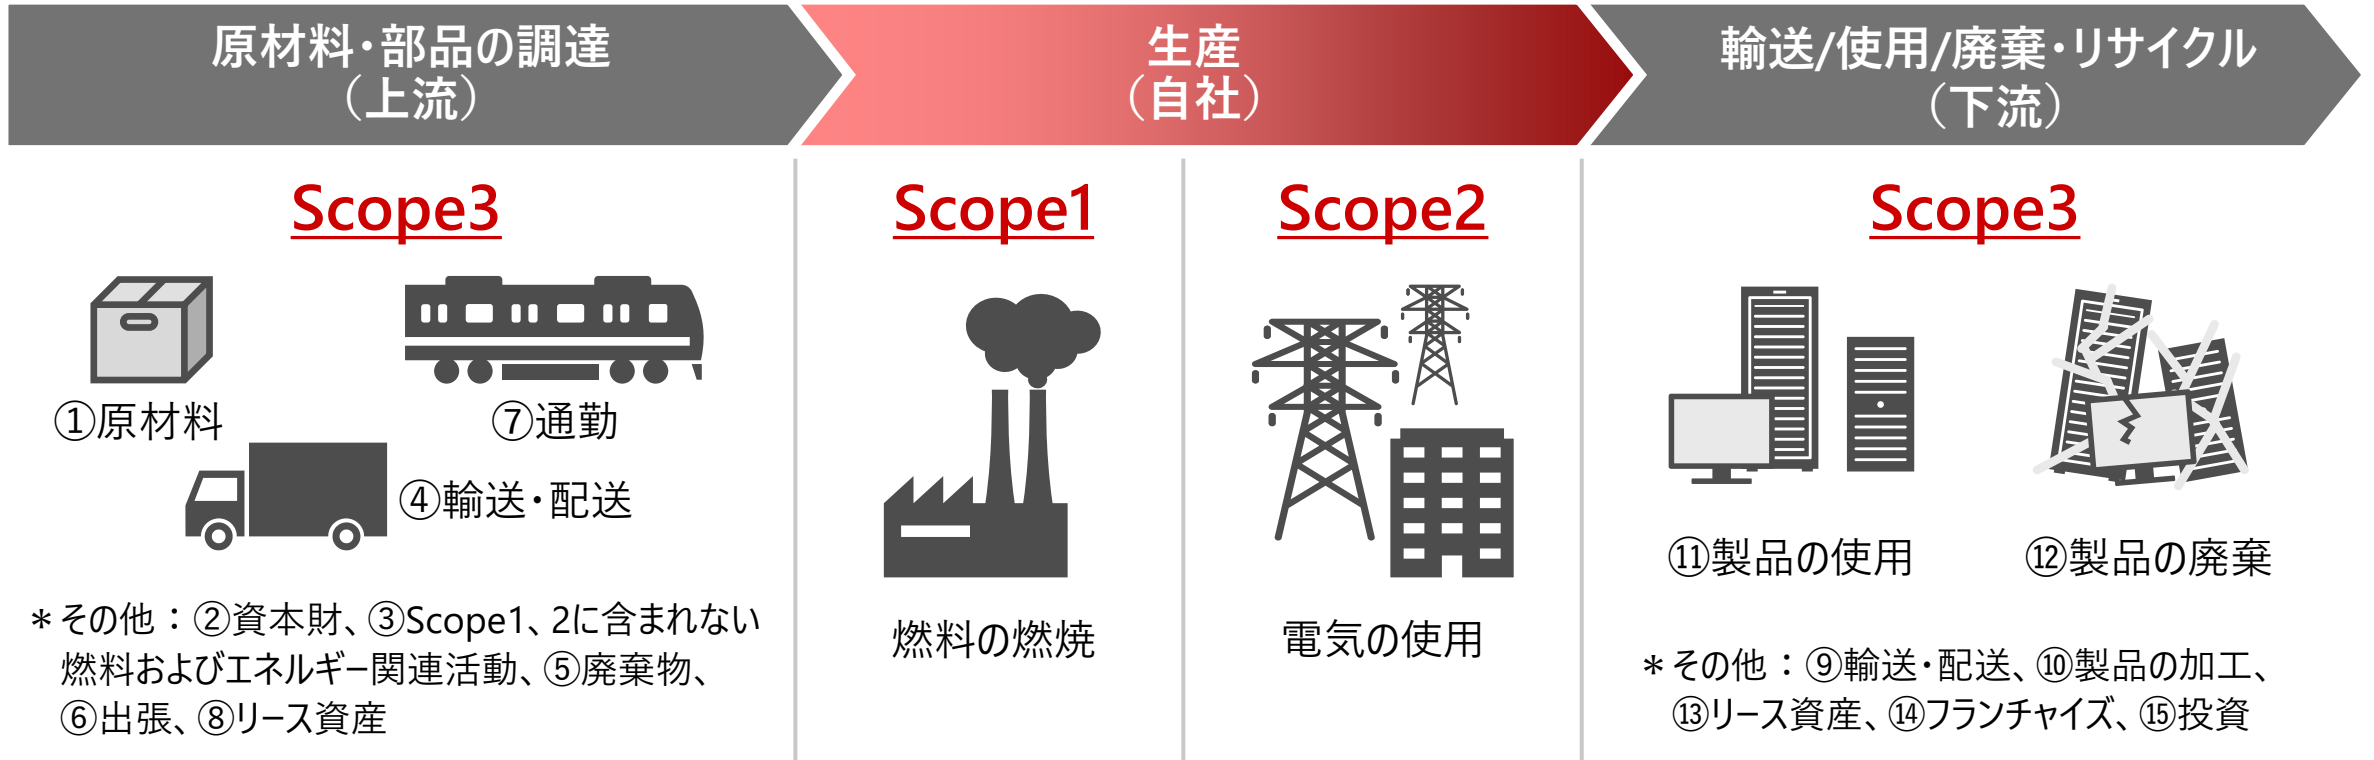 原材料・部品の調達
（上流）
生産
（自社）
輸送/使用/廃棄・リサイクル
（下流）
Scope3
①原材料
⑦通勤
④輸送・配送
＊その他：②資本財、③Scope1、2に含まれない
燃料およびエネルギー関連活動、⑤廃棄物、
⑥出張、⑧リース資産
Scope1
燃料の燃焼
Scope2
電気の使用
Scope3
⑪製品の使用
⑫製品の廃棄
＊その他：⑨輸送・配送、⑩製品の加工、
⑬リース資産、⑭フランチャイズ、⑮投資